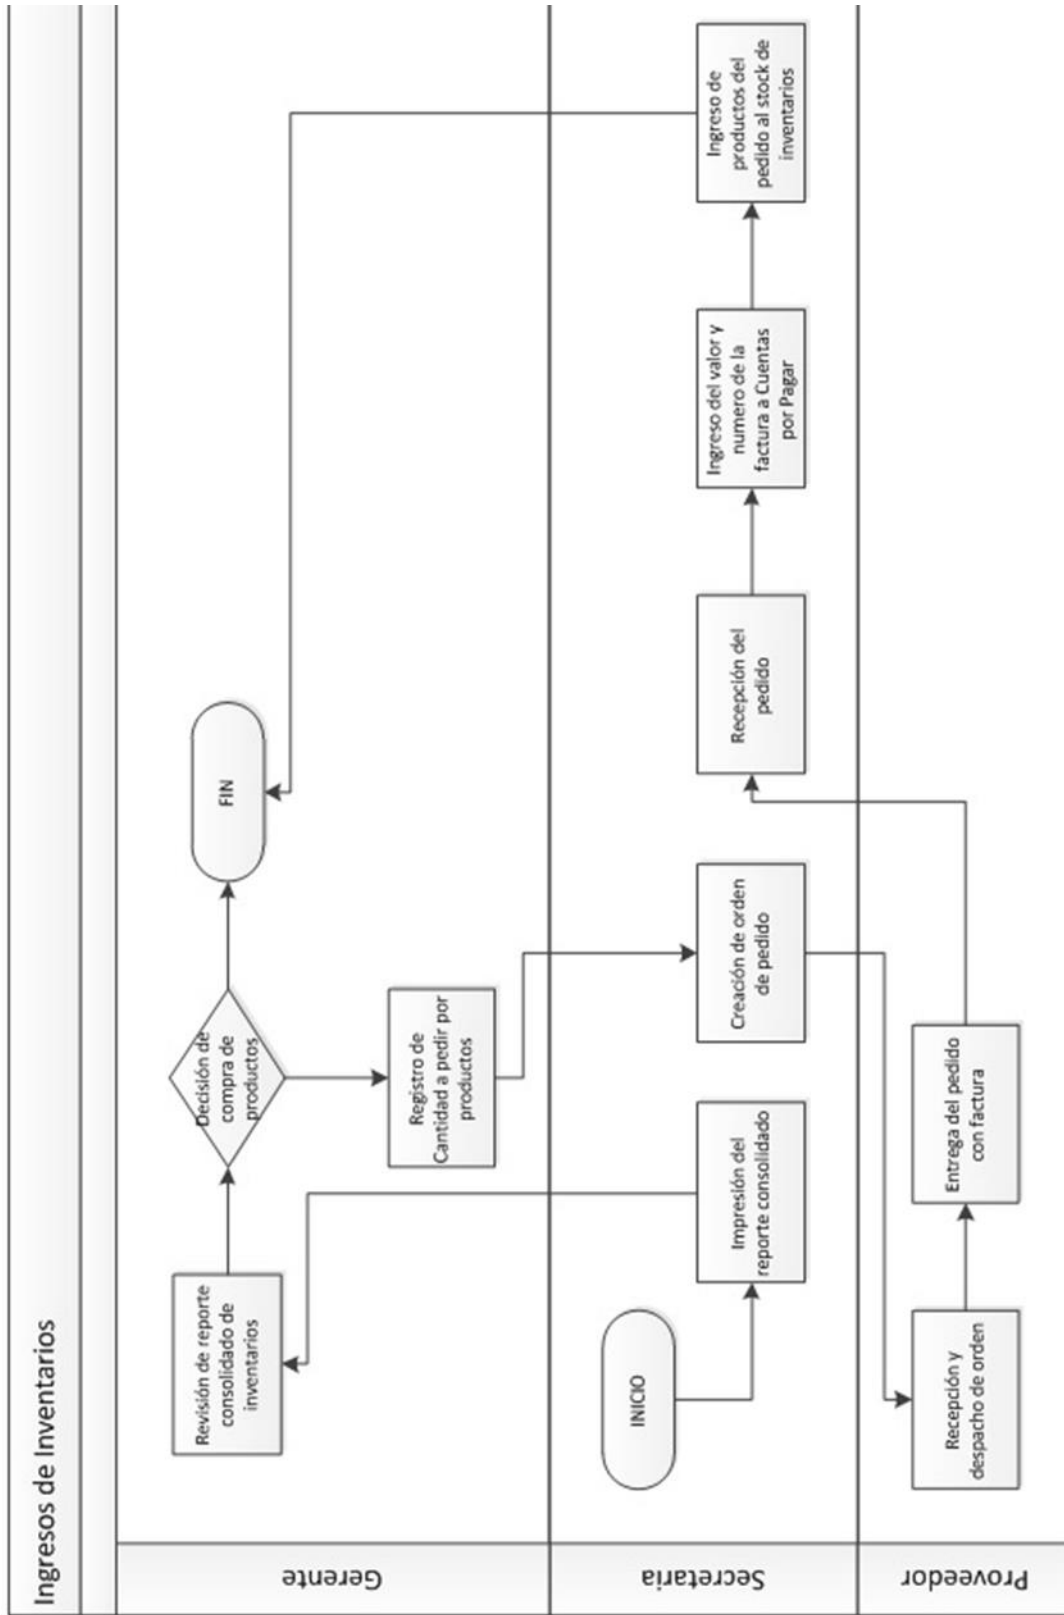 Ingresos de Inventarios
Gerente
Revisión de reporte
consolidado de
inventarios
Decisión de
compra de
productos
FIN
Registro de
Cantidad a pedir por
productos
Secretaria
INICIO
Impresión del
reporte consolidado
Creación de orden
de pedido
Recepción del
pedido
Ingreso del valor y
numero de la
factura a Cuentas
por Pagar
Ingreso de
productos del
pedido al stock de
inventarios
Proveedor
Recepción y
despacho de orden
Entrega del pedido
con factura